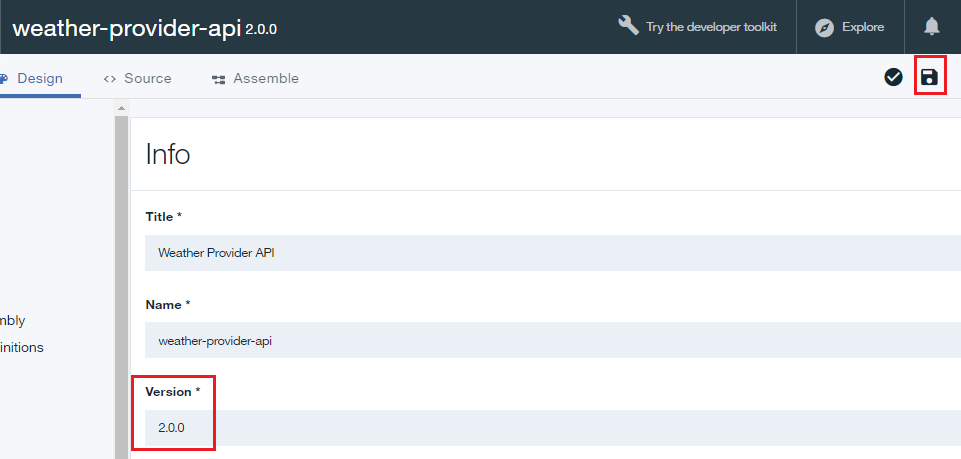 weather-provider-api 2.0.0
Try the developer toolkit
Explore
Design
Source
Assemble
Info
Title *
Weather Provider API
Name *
weather-provider-api
mbly
initions
Version *
2.0.0